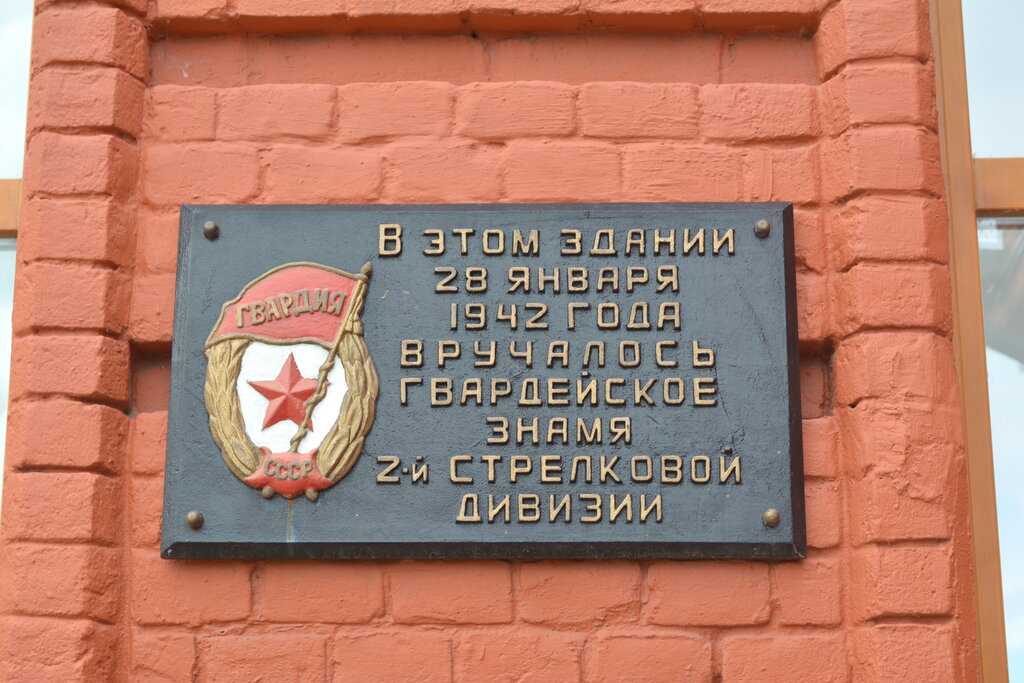 В ЭТОМ ЗДАНИИ
28 ЯНВАРЯ
1942 ГОДА
ВРУЧАЛОСЬ
ГВАРДЕЙСКОЕ
ЗНАМЯ
2-й СТРЕЛКОВОЙ
ДИВИЗИИ
ГВАРДИЯ
СССР